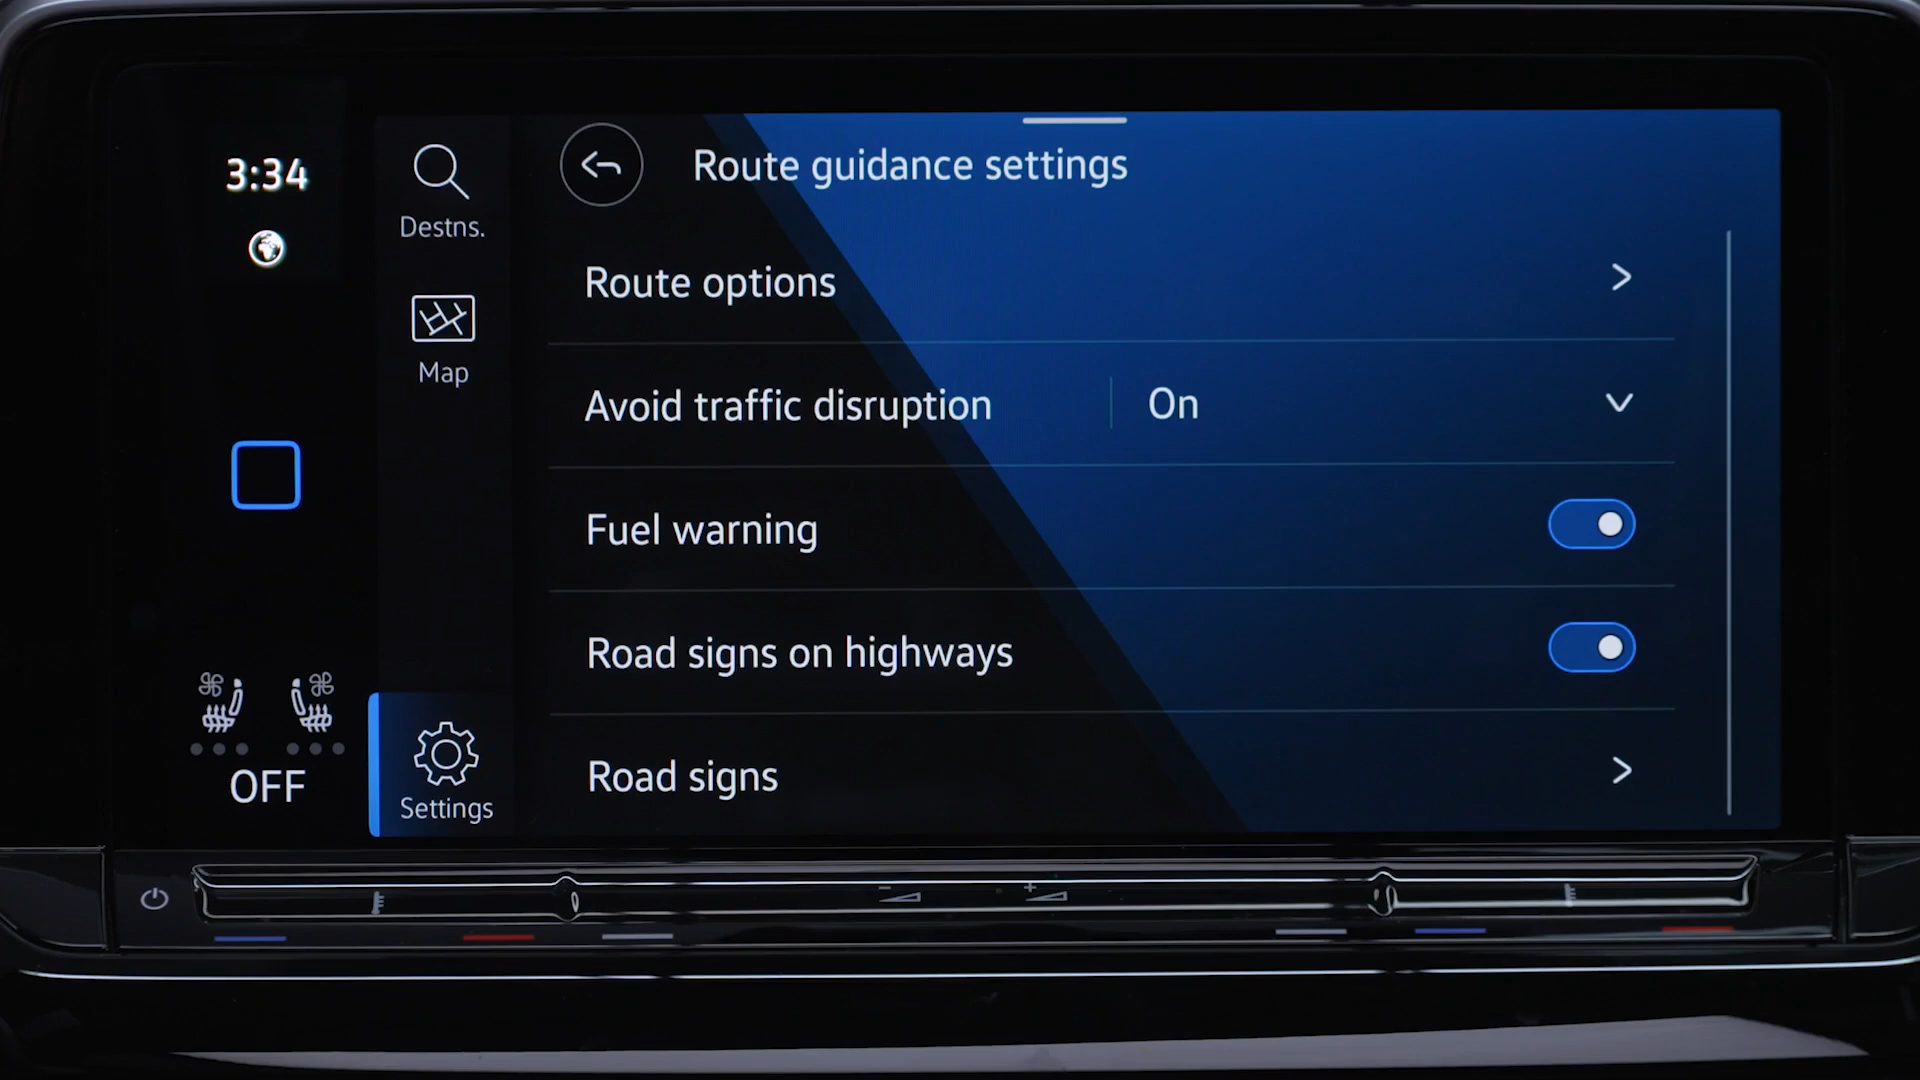 3:34
Destns.
Map
OFF
Settings
Route guidance settings
Route options
Avoid traffic disruption
On
Fuel warning
Road signs on highways
Road signs